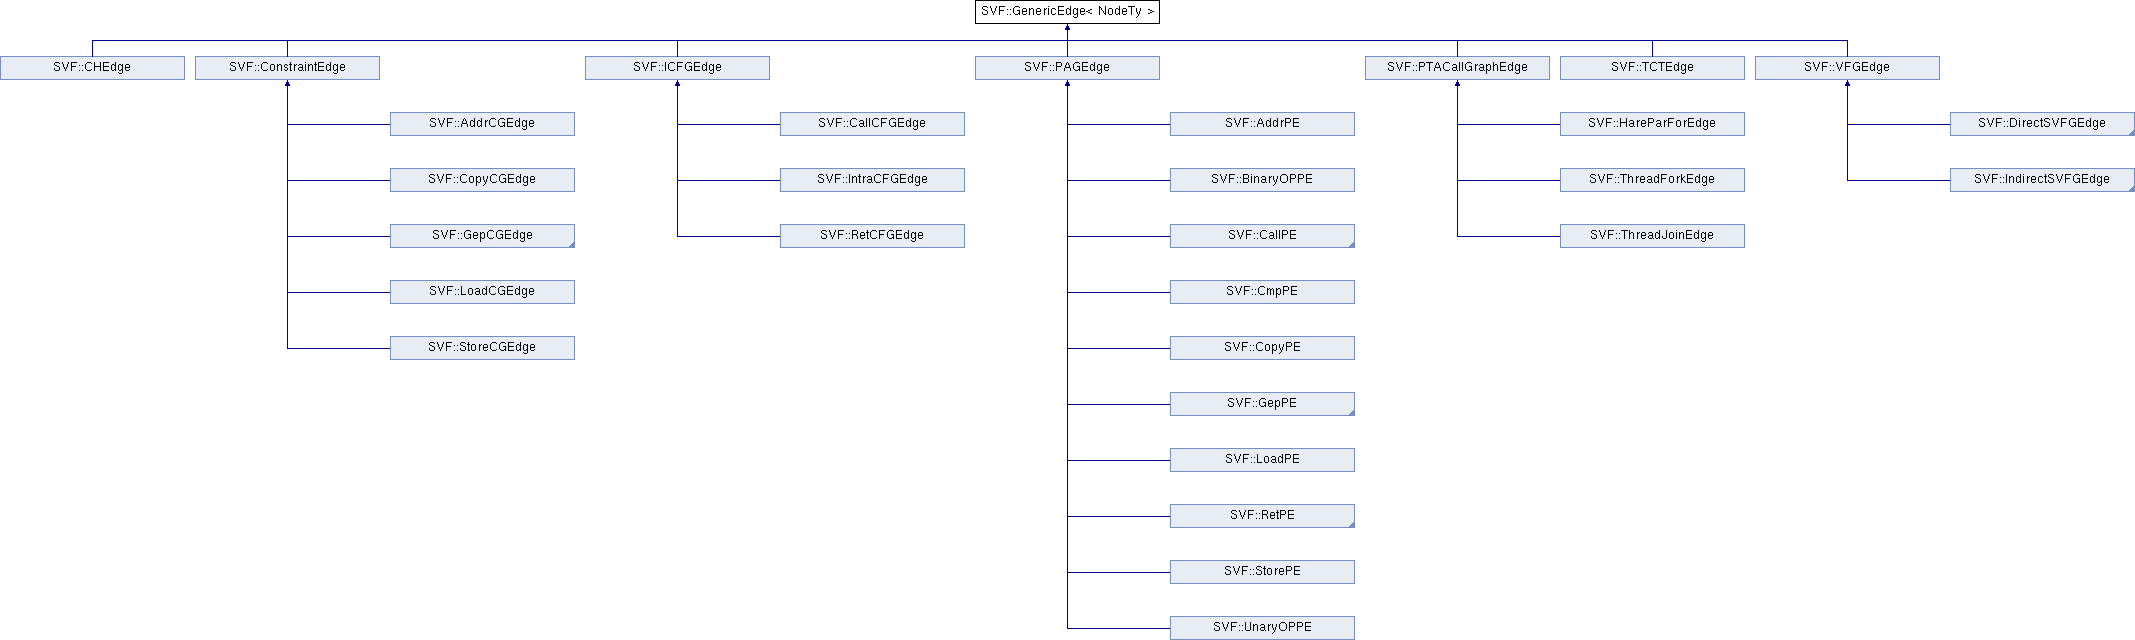 SVF::GenericEdge< NodeTy >
SVF::CHEdge
SVF::ConstraintEdge
SVF::ICFGEdge
SVF::PAGEdge
SVF::PTACallGraphEdge
SVF::TCTEdge
SVF::VFGEdge
SVF::AddrCGEdge
SVF::CallCFGEdge
SVF::AddrPE
SVF::HareParForEdge
SVF::DirectSVFGEdge
SVF::CopyCGEdge
SVF::IntraCFGEdge
SVF::BinaryOPPE
SVF::ThreadForkEdge
SVF::IndirectSVFGEdge
SVF::GepCGEdge
SVF::RetCFGEdge
SVF::CallPE
SVF::ThreadJoinEdge
SVF::LoadCGEdge
SVF::CmpPE
SVF::StoreCGEdge
SVF::CopyPE
SVF::GepPE
SVF::LoadPE
SVF::RetPE
SVF::StorePE
SVF::UnaryOPPE